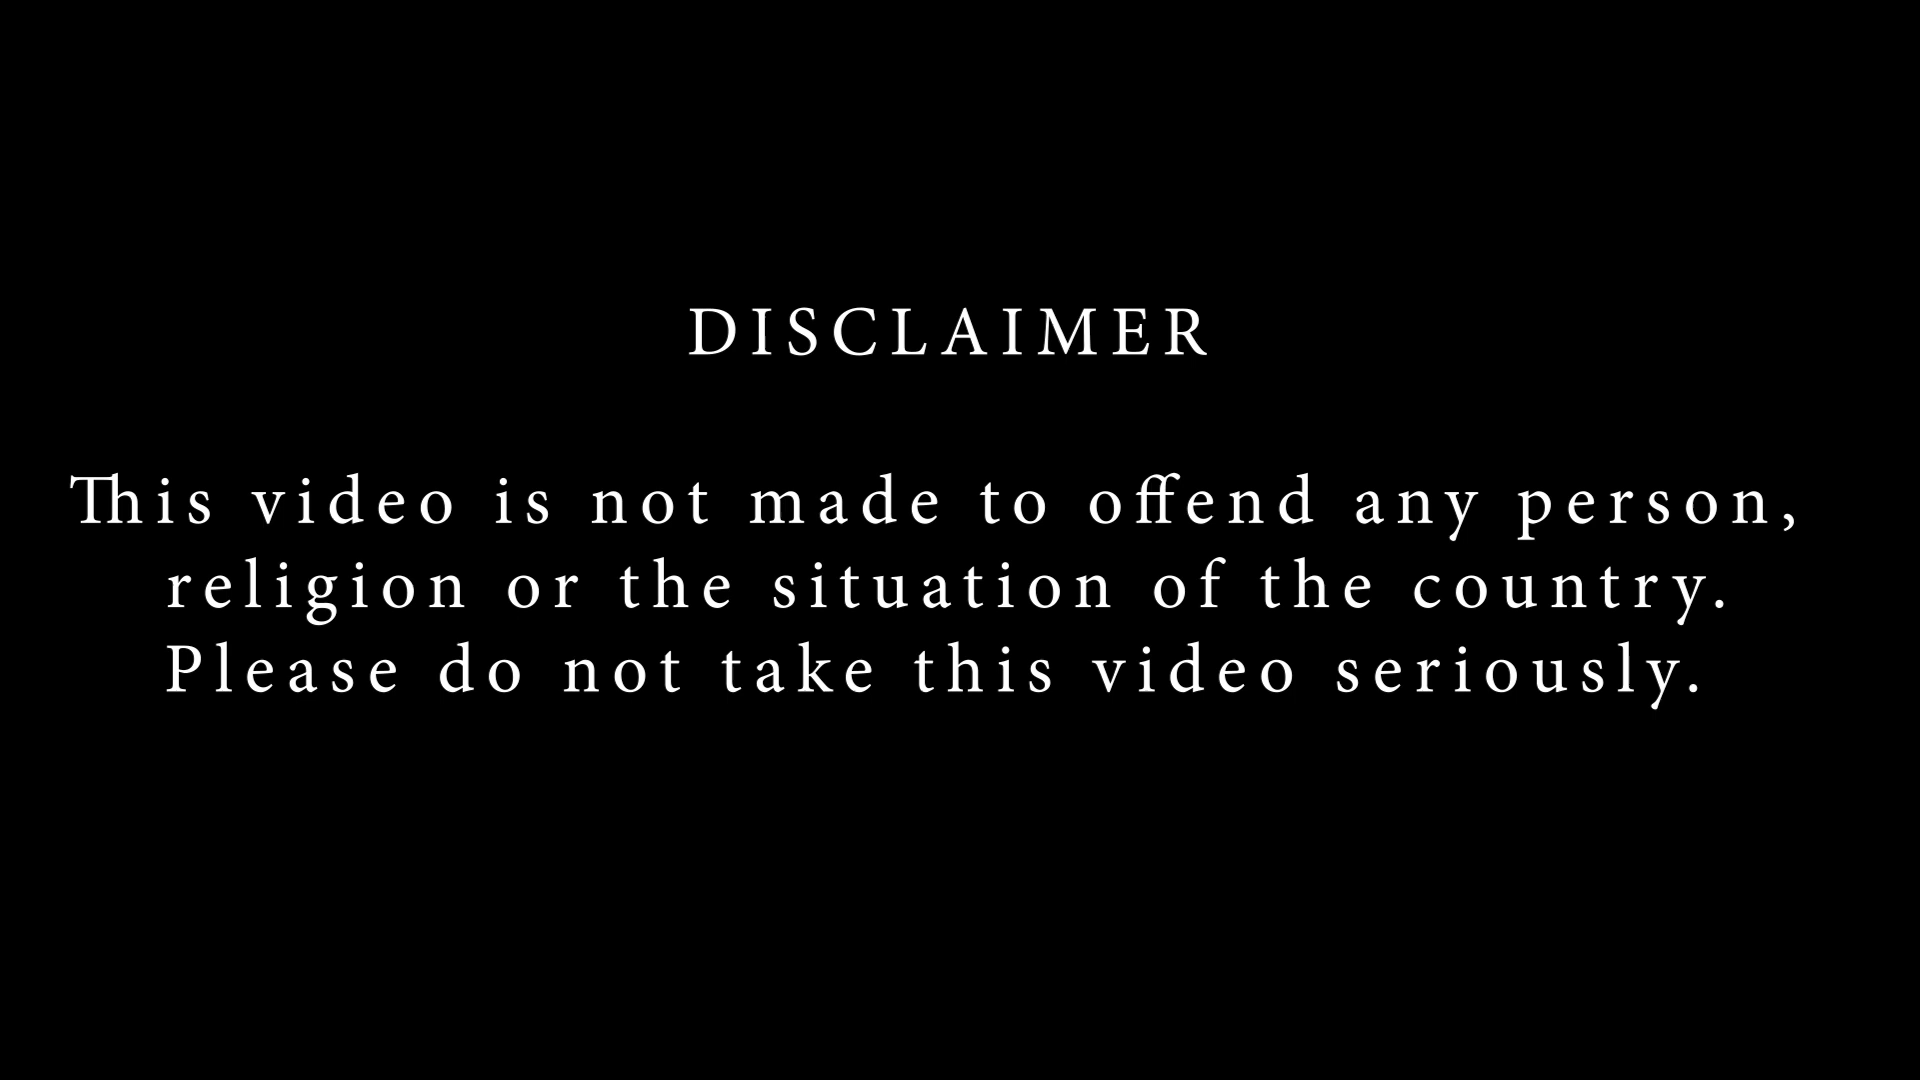 DISCLAIMER
This video is not made to offend any person,
religion or the situation of the country.
Please do not take this video seriously.